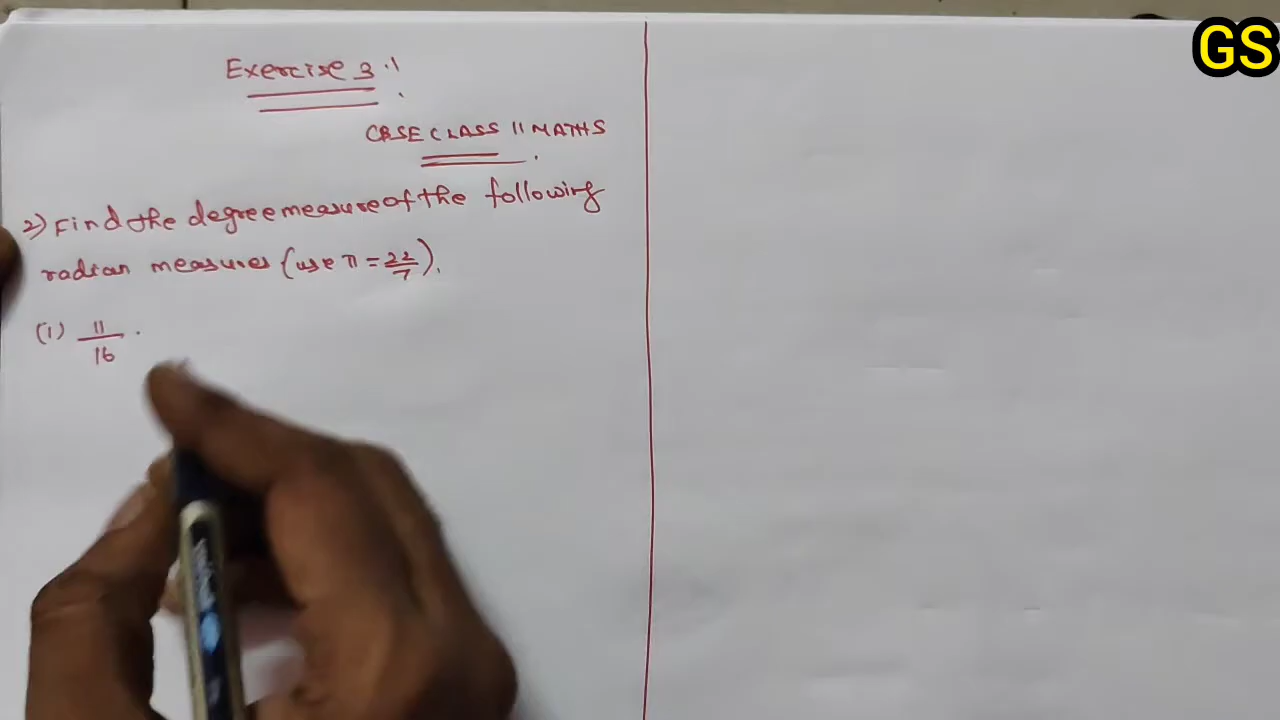 Exercise 3.1
CBSE CLASS 11 MATHS
2) Find the degree measure of the following
radian measures (use π = 22/7).
(1) 11/16
GS